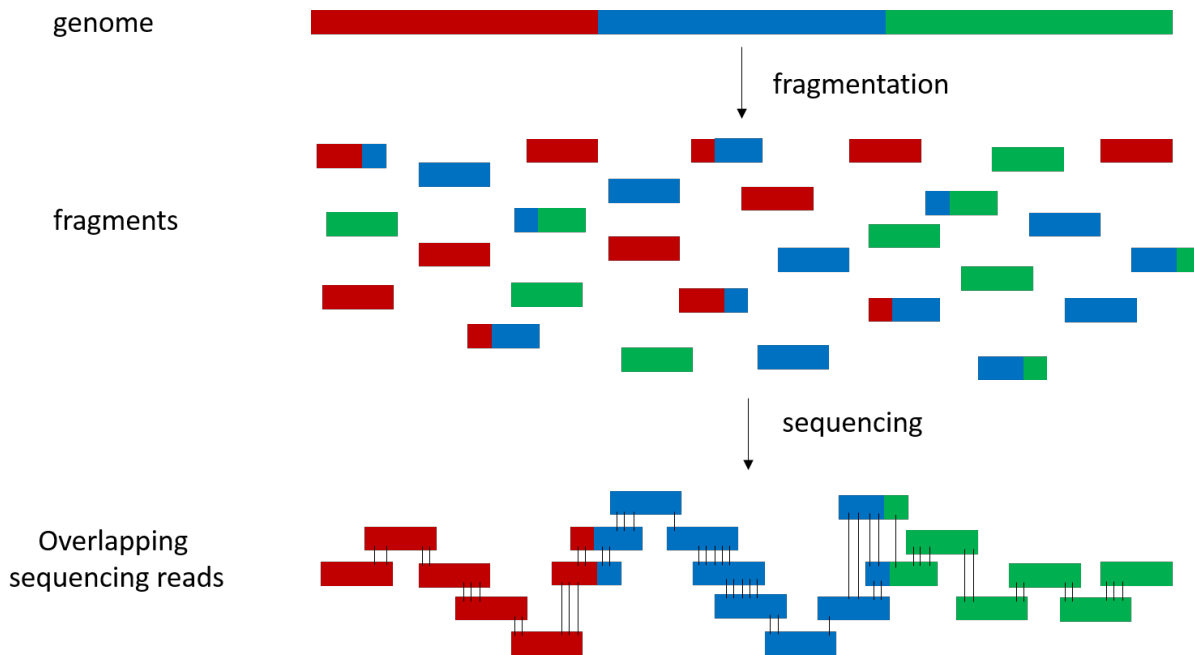 genome
fragmentation
fragments
sequencing
Overlapping
sequencing reads